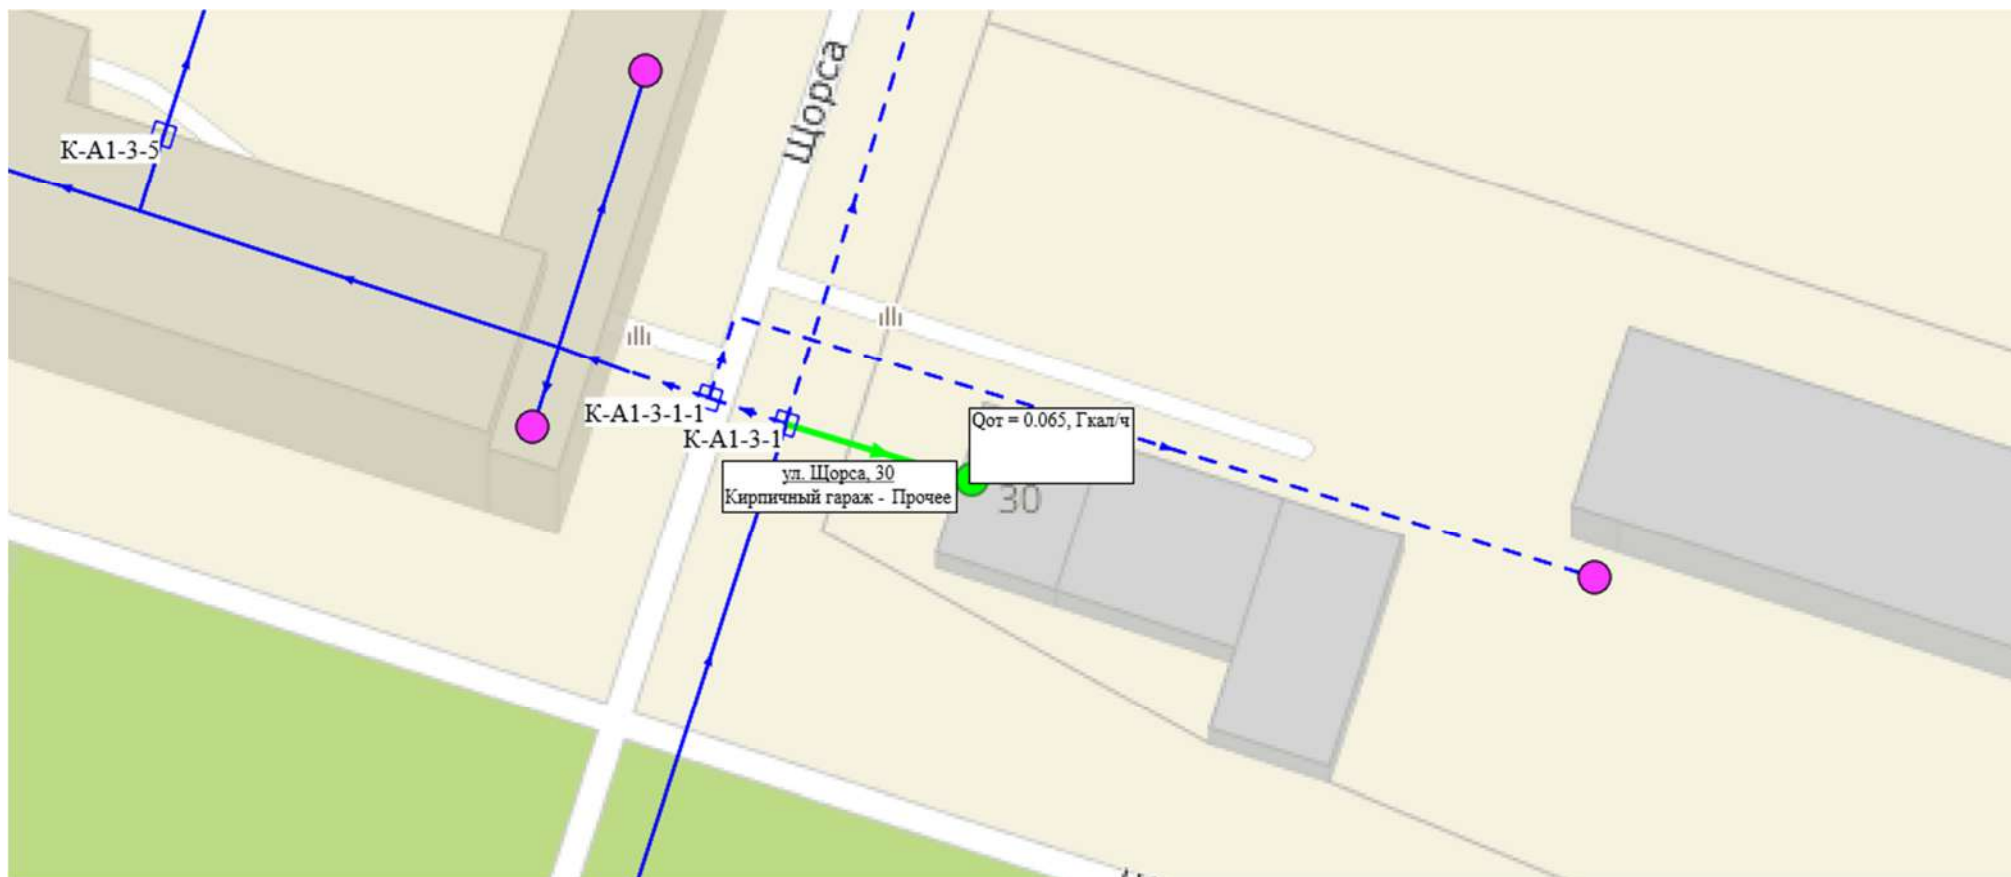 Щорса
К-А1-3-5
К-А1-3-1-1
К-А1-3-1
Qот = 0.065, Гкал/ч
ул. Щорса, 30
Кирпичный гараж - Прочее
30